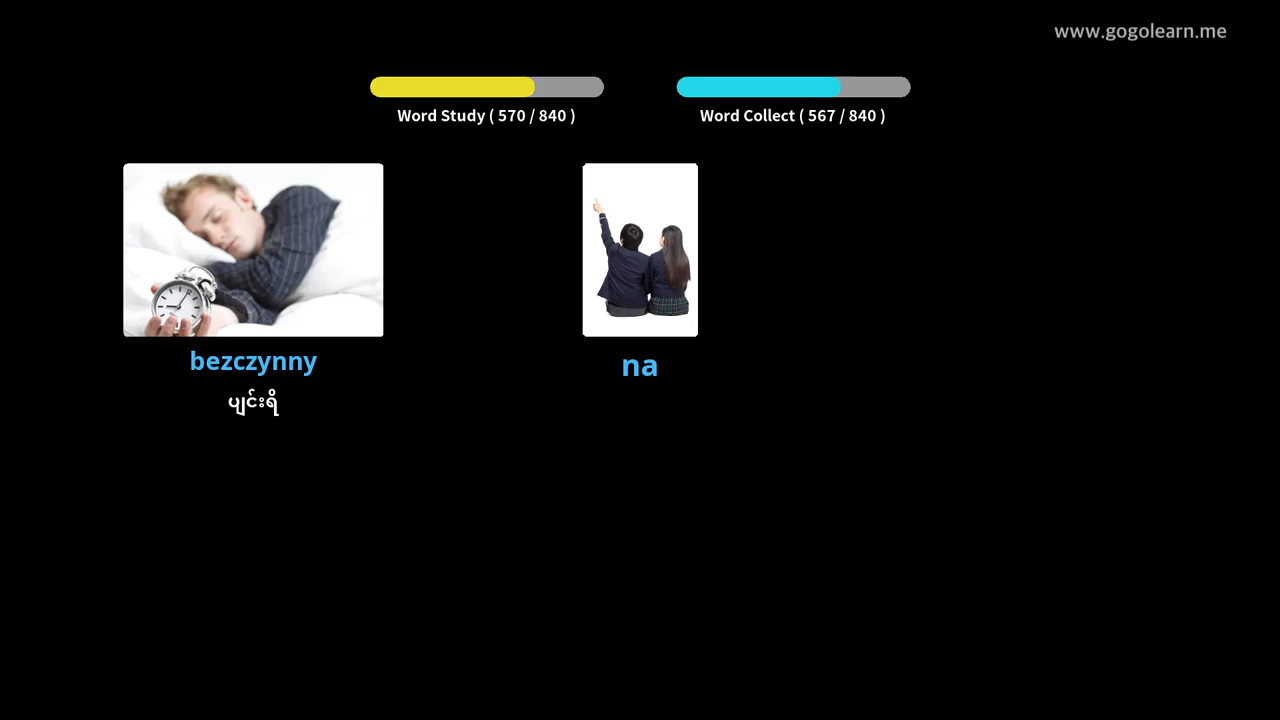 www.gogolearn.me
Word Study ( 570 / 840 )
Word Collect ( 567 / 840 )
bezczynny
ပျင်းရိ
na